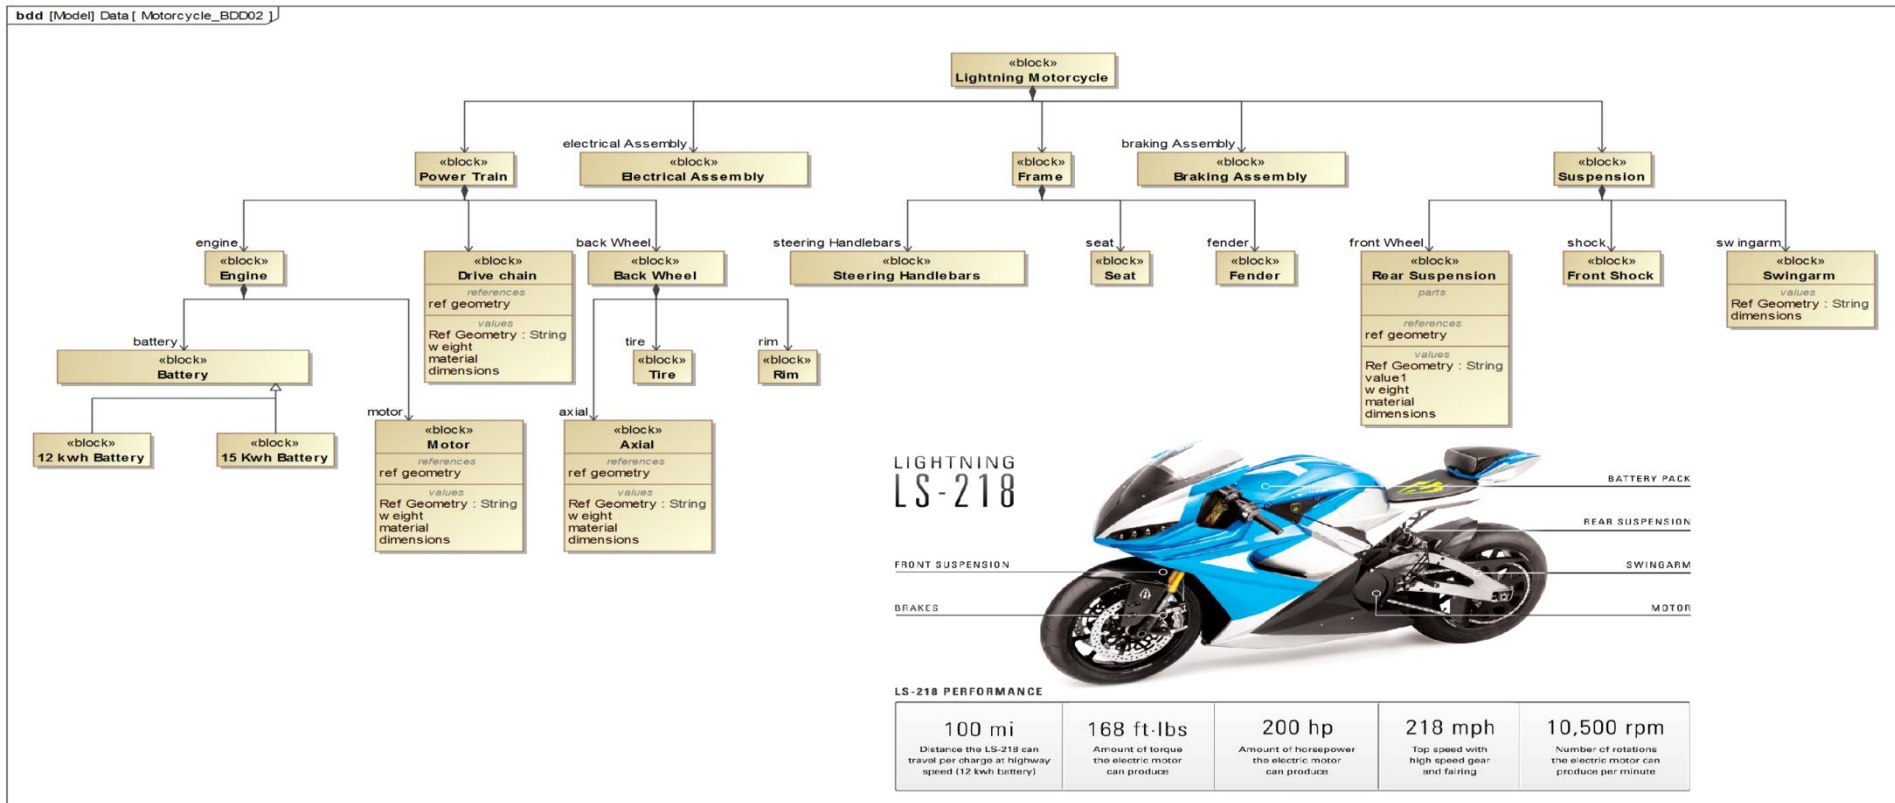 bdd [Model] Data [ Motorcycle_BDD02 ]
«block»
Lightning Motorcycle
«block»
Power Train
electrical Assembly
«block»
Electrical Assembly
«block»
Frame
braking Assembly
«block»
Braking Assembly
«block»
Suspension
engine
«block»
Engine
«block»
Drive chain
references
ref geometry
values
Ref Geometry : String
w eight
material
dimensions
back Wheel
«block»
Back Wheel
steering Handlebars
«block»
Steering Handlebars
seat
«block»
Seat
fender
«block»
Fender
front Wheel
«block»
Rear Suspension
parts
references
ref geometry
values
Ref Geometry : String
value1
w eight
material
dimensions
shock
«block»
Front Shock
sw ingarm
«block»
Swingarm
values
Ref Geometry : String
dimensions
battery
«block»
Battery
tire
«block»
Tire
rim
«block»
Rim
«block»
12 kwh Battery
«block»
15 Kwh Battery
motor
«block»
Motor
references
ref geometry
values
Ref Geometry : String
w eight
material
dimensions
axial
«block»
Axial
references
ref geometry
values
Ref Geometry : String
w eight
material
dimensions
LIGHTNING
LS-218
BATTERY PACK
REAR SUSPENSION
FRONT SUSPENSION
SWINGARM
BRAKES
MOTOR
LS-218 PERFORMANCE
100 mi
Distance the LS-218 can
travel per charge at highway
speed (12 kwh battery)
168 ft-lbs
Amount of torque
the electric motor
can produce
200 hp
Amount of horsepower
the electric motor
can produce
218 mph
Top speed with
high speed gear
and fairing
10,500 rpm
Number of rotations
the electric motor can
produce per minute